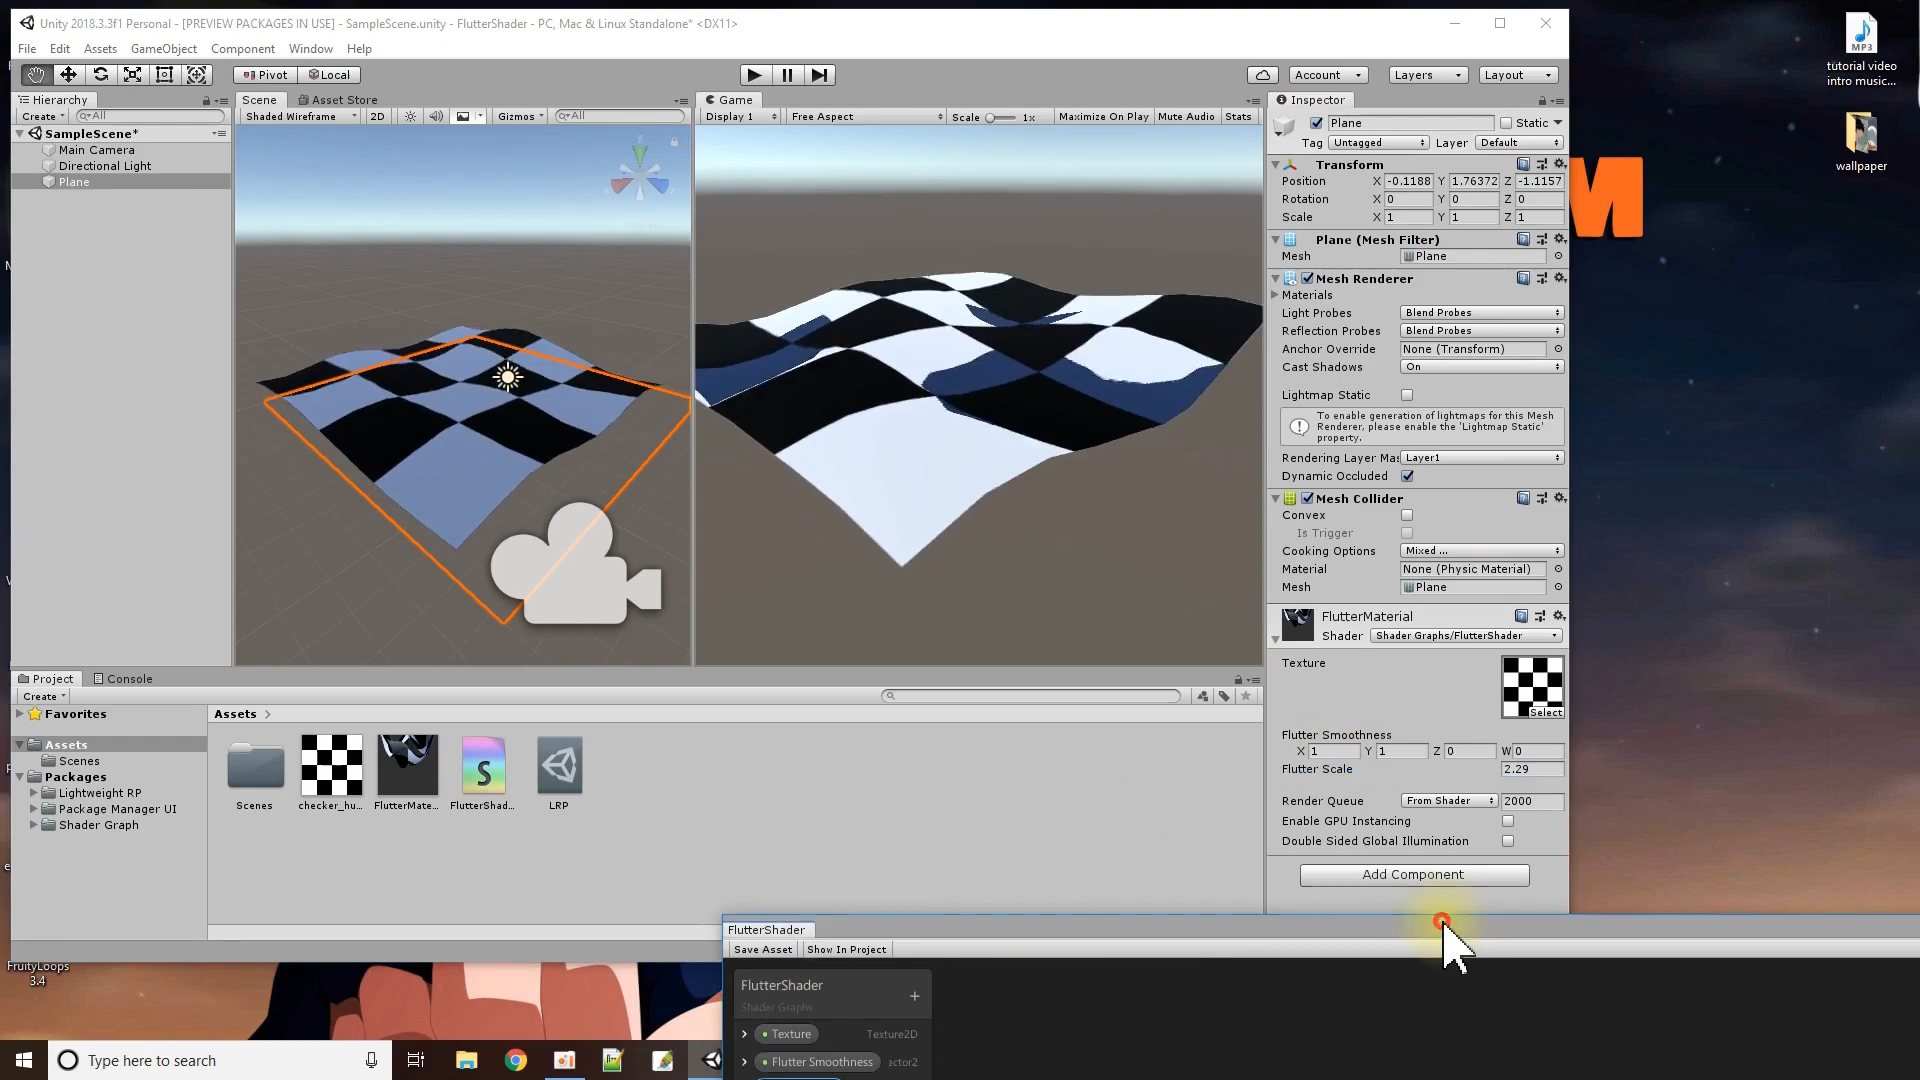 Unity 2018.3.3f1 Personal - [PREVIEW PACKAGES IN USE] - SampleScene.unity - FlutterShader - PC, Mac & Linux Standalone* <DX11>
File Edit Assets GameObject Component Window Help
Pivot Local Account Layers Layout
Hierarchy Scene Asset Store Game Inspector
Create All Shaded Wireframe 2D Gizmos All Display 1 Free Aspect Scale 1x Maximize On Play Mute Audio Stats
SampleScene*
Main Camera
Directional Light
Plane
Plane Static
Tag Untagged Layer Default
Transform
Position X -0.1188 Y 1.76372 Z -1.1157
Rotation X 0 Y 0 Z 0
Scale X 1 Y 1 Z 1
Plane (Mesh Filter)
Mesh Plane
Mesh Renderer
Materials
Light Probes Blend Probes
Reflection Probes Blend Probes
Anchor Override None (Transform)
Cast Shadows On
Lightmap Static
To enable generation of lightmaps for this Mesh
Renderer, please enable the 'Lightmap Static'
property.
Rendering Layer Mas Layer1
Dynamic Occluded
Mesh Collider
Convex
Is Trigger
Cooking Options Mixed ...
Material None (Physic Material)
Mesh Plane
FlutterMaterial
Shader Shader Graphs/FlutterShader
Texture
Select
Flutter Smoothness
X 1 Y 1 Z 0 W 0
Flutter Scale 2.29
Render Queue From Shader 2000
Enable GPU Instancing
Double Sided Global Illumination
Add Component
Project Console
Create
Favorites
Assets
Scenes
Packages
Lightweight RP
Package Manager UI
Shader Graph
Assets
Scenes checker_hu... FlutterMate... FlutterShad... LRP
FlutterShader
Save Asset Show In Project
FlutterShader
Shader Graphs
Texture Texture2D
Flutter Smoothness ector2
MP3
tutorial video
intro music...
wallpaper
M
FruityLoops
3.4
Type here to search